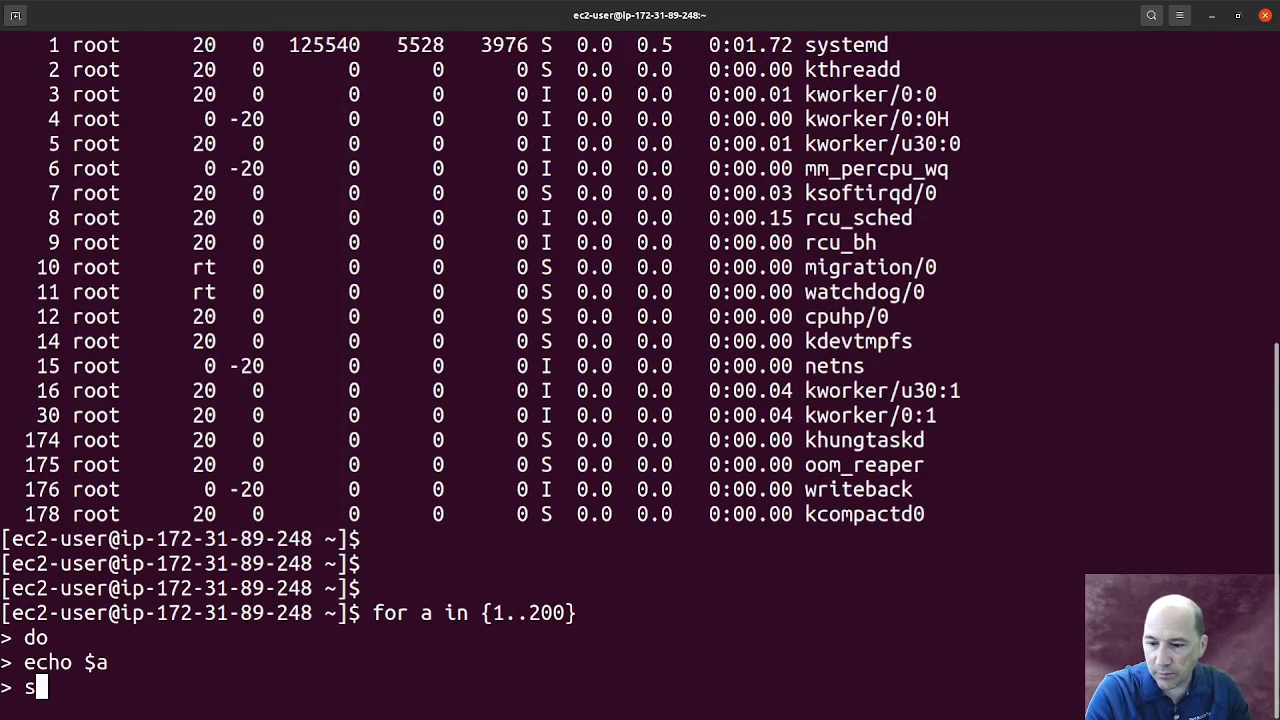 ec2-user@ip-172-31-89-248:~
1 root 20 0 125540 5528 3976 S 0.0 0.5 0:01.72 systemd
2 root 20 0 0 0 0 S 0.0 0.0 0:00.00 kthreadd
3 root 20 0 0 0 0 I 0.0 0.0 0:00.01 kworker/0:0
4 root 0 -20 0 0 0 I 0.0 0.0 0:00.00 kworker/0:0H
5 root 20 0 0 0 0 I 0.0 0.0 0:00.01 kworker/u30:0
6 root 0 -20 0 0 0 I 0.0 0.0 0:00.00 mm_percpu_wq
7 root 20 0 0 0 0 S 0.0 0.0 0:00.03 ksoftirqd/0
8 root 20 0 0 0 0 I 0.0 0.0 0:00.15 rcu_sched
9 root 20 0 0 0 0 I 0.0 0.0 0:00.00 rcu_bh
10 root rt 0 0 0 0 S 0.0 0.0 0:00.00 migration/0
11 root rt 0 0 0 0 S 0.0 0.0 0:00.00 watchdog/0
12 root 20 0 0 0 0 S 0.0 0.0 0:00.00 cpuhp/0
14 root 20 0 0 0 0 S 0.0 0.0 0:00.00 kdevtmpfs
15 root 0 -20 0 0 0 I 0.0 0.0 0:00.00 netns
16 root 20 0 0 0 0 I 0.0 0.0 0:00.04 kworker/u30:1
30 root 20 0 0 0 0 I 0.0 0.0 0:00.04 kworker/0:1
174 root 20 0 0 0 0 S 0.0 0.0 0:00.00 khungtaskd
175 root 20 0 0 0 0 S 0.0 0.0 0:00.00 oom_reaper
176 root 0 -20 0 0 0 I 0.0 0.0 0:00.00 writeback
178 root 20 0 0 0 0 S 0.0 0.0 0:00.00 kcompactd0
[ec2-user@ip-172-31-89-248 ~]$
[ec2-user@ip-172-31-89-248 ~]$
[ec2-user@ip-172-31-89-248 ~]$
[ec2-user@ip-172-31-89-248 ~]$ for a in {1..200}
> do
> echo $a
> s